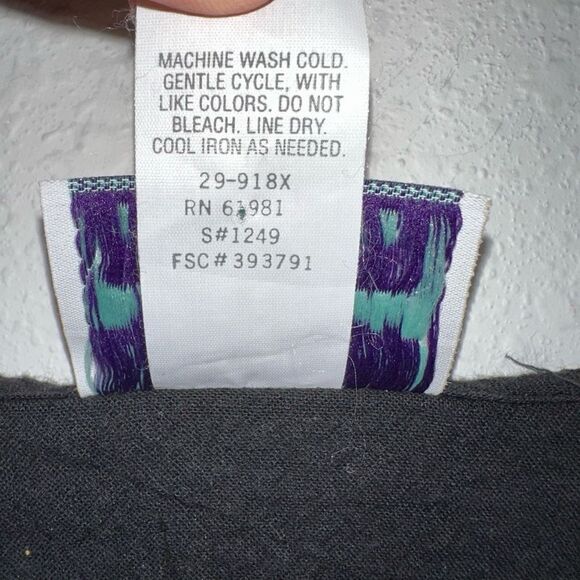 MACHINE WASH COLD.
GENTLE CYCLE, WITH
LIKE COLORS. DO NOT
BLEACH. LINE DRY.
COOL IRON AS NEEDED.
29-918X
RN 61981
S#1249
FSC#393791